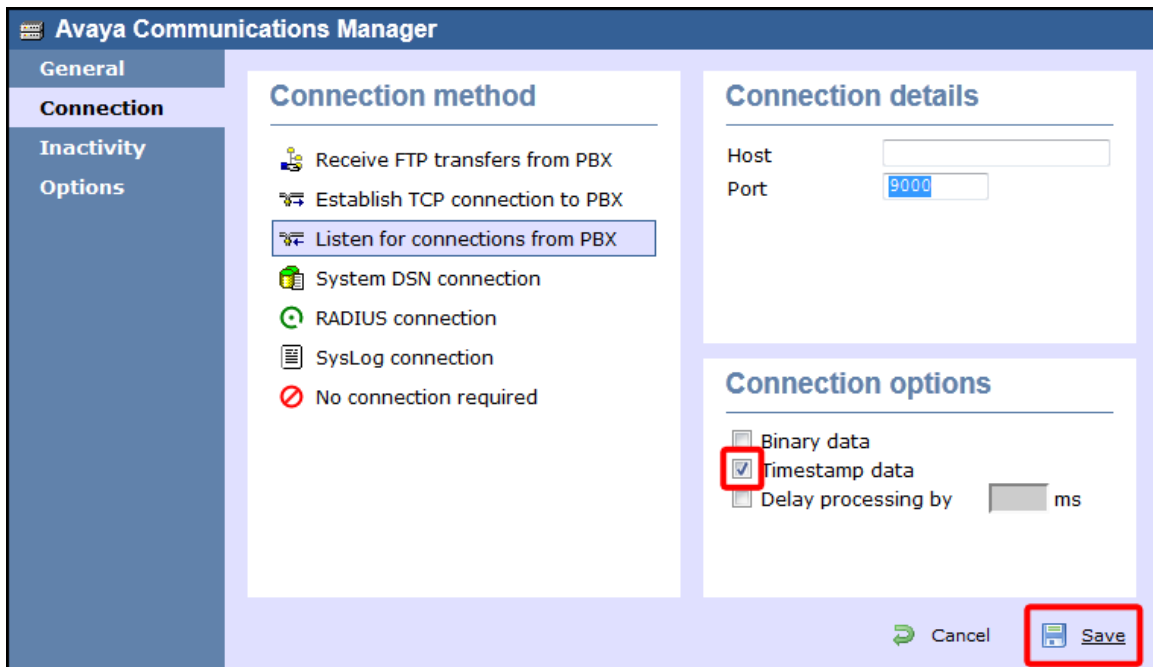 Avaya Communications Manager
General
Connection
Inactivity
Options
Connection method
Receive FTP transfers from PBX
Establish TCP connection to PBX
Listen for connections from PBX
System DSN connection
RADIUS connection
SysLog connection
No connection required
Connection details
Host
Port 9000
Connection options
Binary data
Timestamp data
Delay processing by ms
Cancel Save